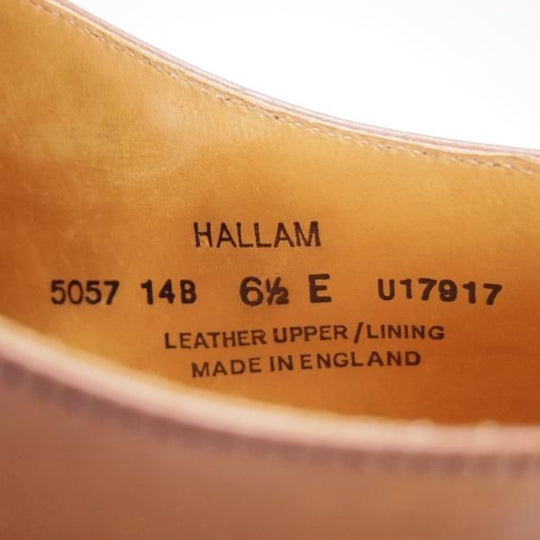 HALLAM
5057 14B 6½ E U17917
LEATHER UPPER/LINING
MADE IN ENGLAND